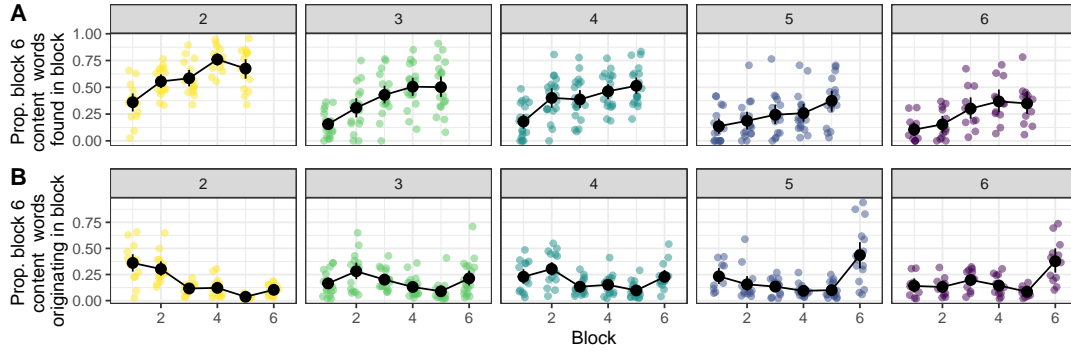 A
2 3 4 5 6
Prop. block 6
content words
found in block
1.00
0.75
0.50
0.25
0.00
B
2 3 4 5 6
Prop. block 6
content words
originating in block
0.75
0.50
0.25
0.00
2 4 6 2 4 6 2 4 6 2 4 6 2 4 6
Block